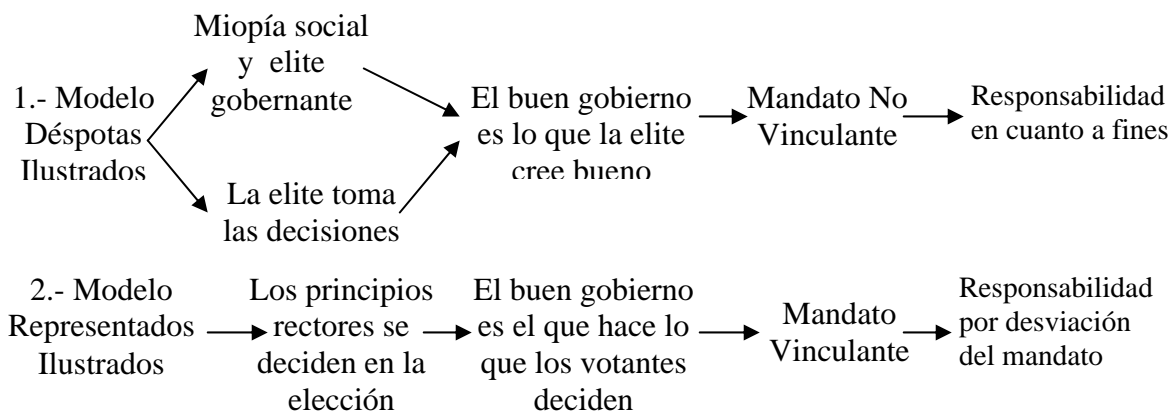 Miopía social
y elite
gobernante
1.- Modelo
Déspotas
Ilustrados
La elite toma
las decisiones
El buen gobierno
es lo que la elite
cree bueno
Mandato No
Vinculante
Responsabilidad
en cuanto a fines
2.- Modelo
Representados
Ilustrados
Los principios
rectores se
deciden en la
elección
El buen gobierno
es el que hace lo
que los votantes
deciden
Mandato
Vinculante
Responsabilidad
por desviación
del mandato